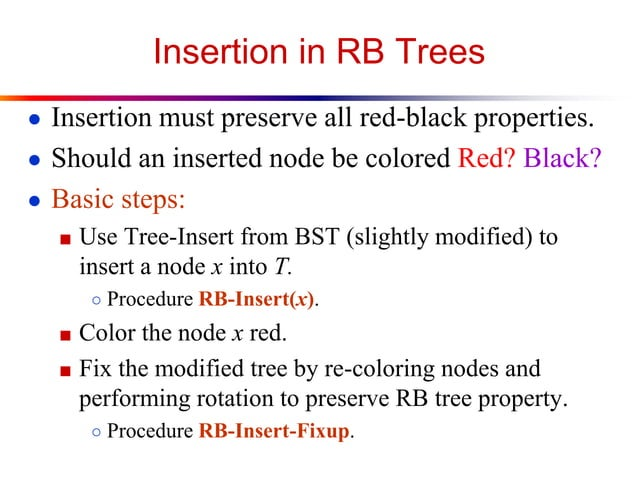 Insertion in RB Trees
● Insertion must preserve all red-black properties.
● Should an inserted node be colored Red? Black?
● Basic steps:
■ Use Tree-Insert from BST (slightly modified) to
insert a node x into T.
○ Procedure RB-Insert(x).
■ Color the node x red.
■ Fix the modified tree by re-coloring nodes and
performing rotation to preserve RB tree property.
○ Procedure RB-Insert-Fixup.